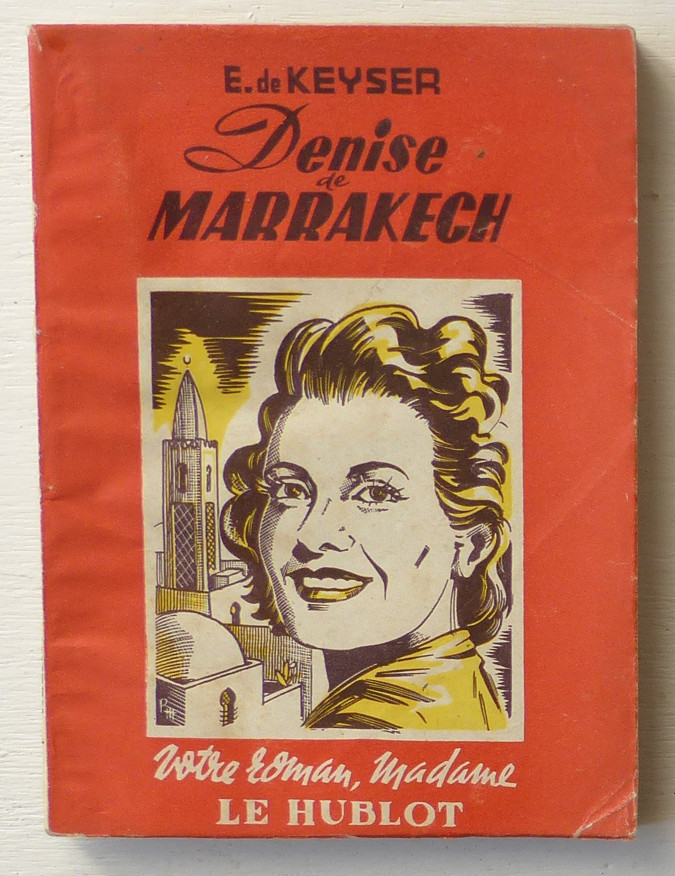 E. de KEYSER
Denise
de
MARRAKECH
votre roman, madame
LE HUBLOT